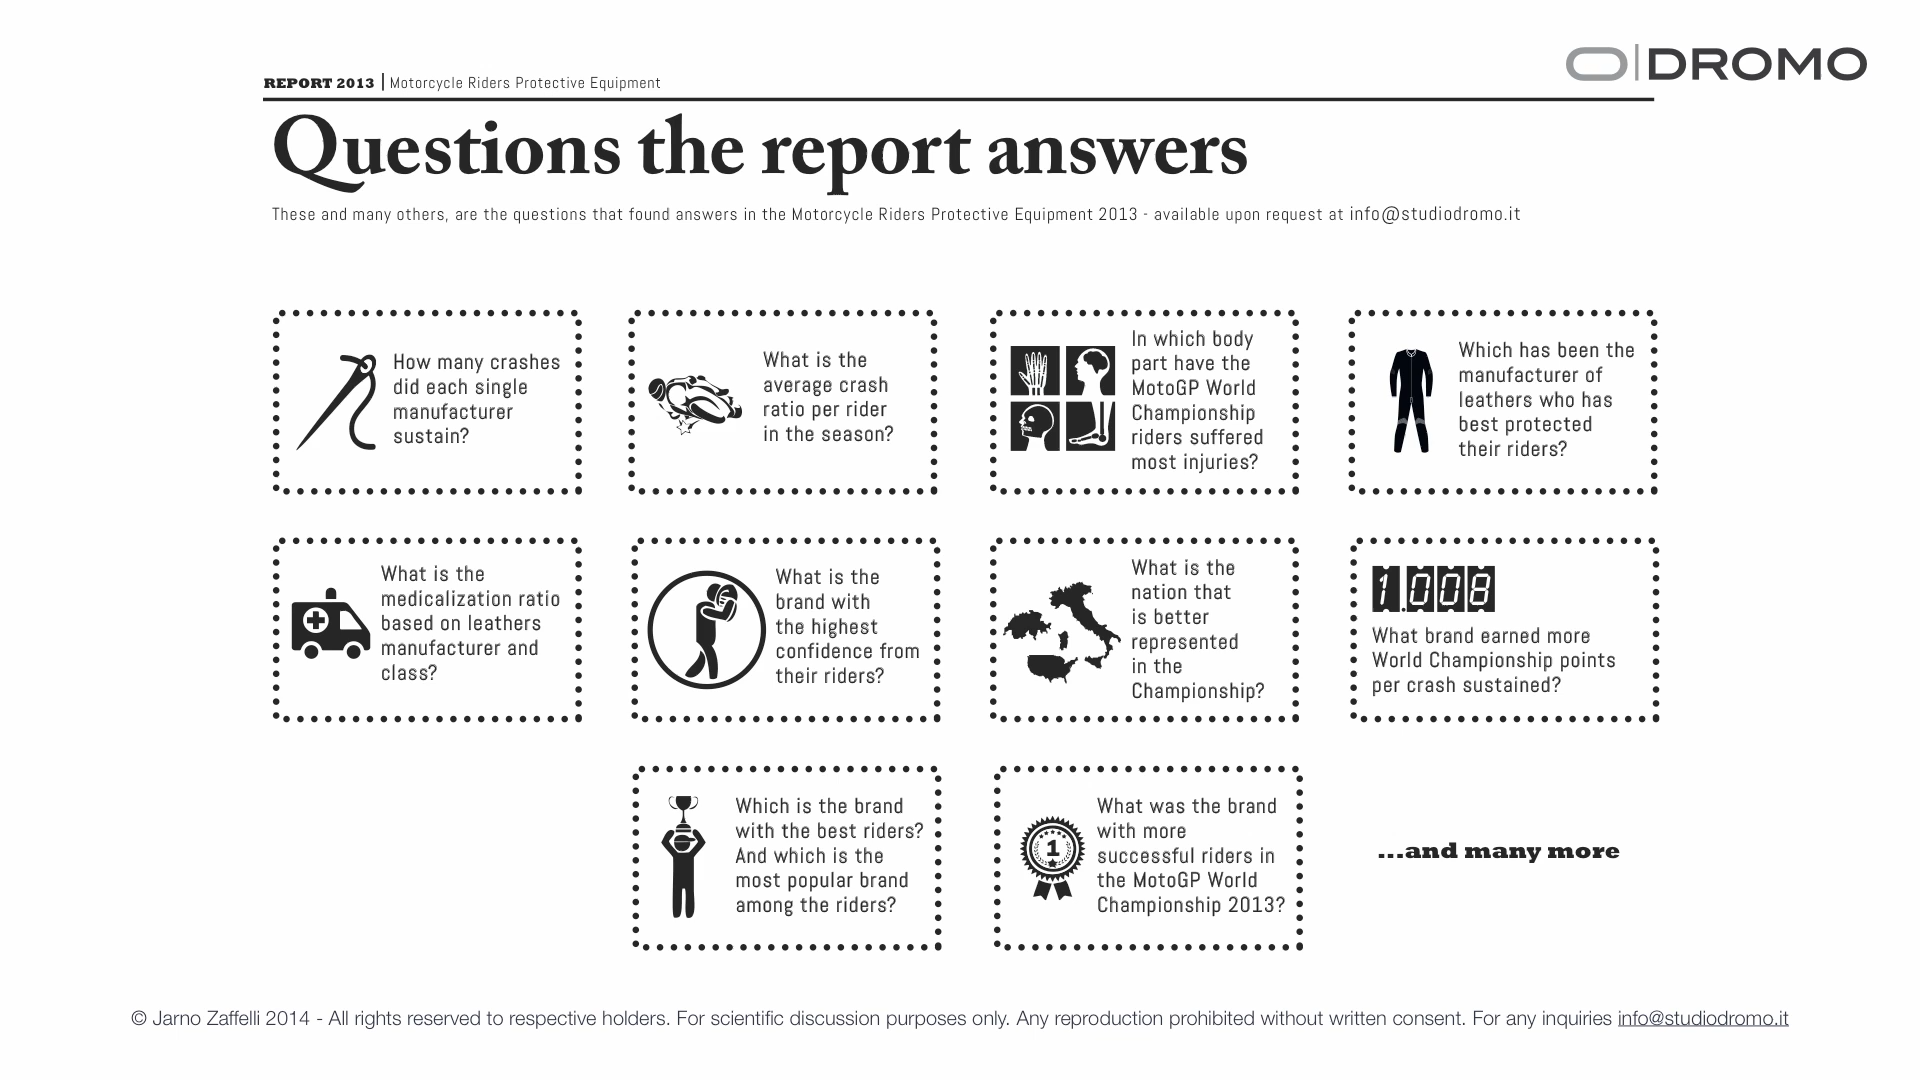 DROMO
REPORT 2013 | Motorcycle Riders Protective Equipment
Questions the report answers
These and many others, are the questions that found answers in the Motorcycle Riders Protective Equipment 2013 - available upon request at info@studiodromo.it
How many crashes
did each single
manufacturer
sustain?
What is the
average crash
ratio per rider
in the season?
In which body
part have the
MotoGP World
Championship
riders suffered
most injuries?
Which has been the
manufacturer of
leathers who has
best protected
their riders?
What is the
medicalization ratio
based on leathers
manufacturer and
class?
What is the
brand with
the highest
confidence from
their riders?
What is the
nation that
is better
represented
in the
Championship?
1.008
What brand earned more
World Championship points
per crash sustained?
Which is the brand
with the best riders?
And which is the
most popular brand
among the riders?
1
What was the brand
with more
successful riders in
the MotoGP World
Championship 2013?
...and many more
© Jarno Zaffelli 2014 - All rights reserved to respective holders. For scientific discussion purposes only. Any reproduction prohibited without written consent. For any inquiries info@studiodromo.it